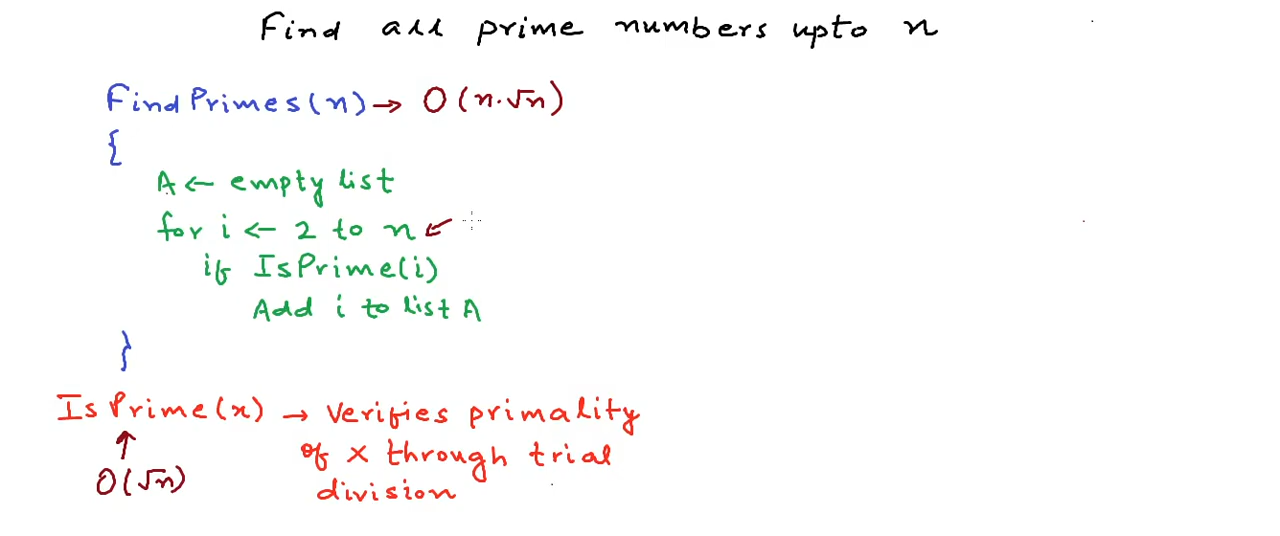 Find all prime numbers upto n
FindPrimes(n) → O(n.√n)
{
A ← empty list
for i ← 2 to n ↙
if IsPrime(i)
Add i to list A
}
IsPrime(x) → Verifies primality
of x through trial
division
↑
O(√n)